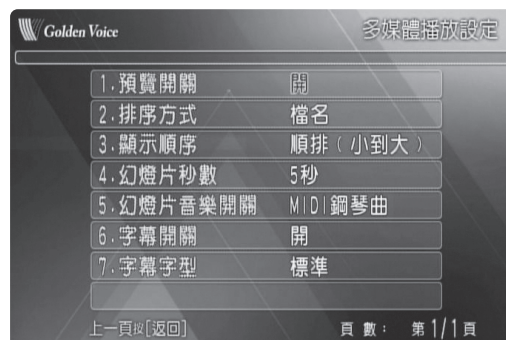 Golden Voice 多媒體播放設定
1.預覽開關 開
2.排序方式 檔名
3.顯示順序 順排(小到大)
4.幻燈片秒數 5秒
5.幻燈片音樂開關 MIDI鋼琴曲
6.字幕開關 開
7.字幕字型 標準
上一頁按[返回] 頁數: 第1/1頁